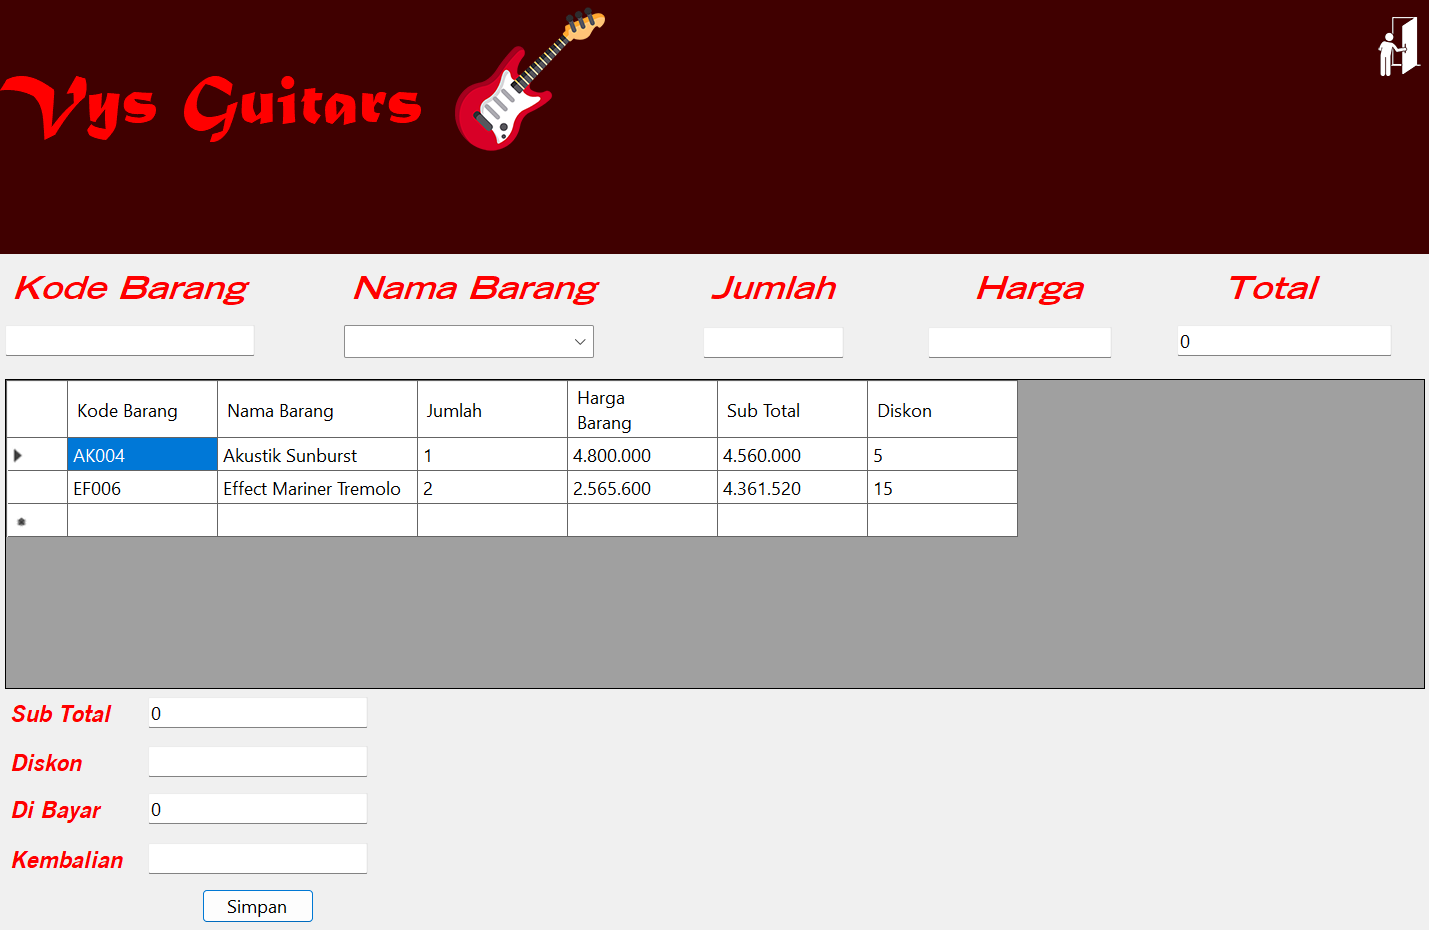 Vys Guitars
Kode Barang Nama Barang Jumlah Harga Total
0
Kode Barang Nama Barang Jumlah Harga Barang Sub Total Diskon
AK004 Akustik Sunburst 1 4.800.000 4.560.000 5
EF006 Effect Mariner Tremolo 2 2.565.600 4.361.520 15
Sub Total 0
Diskon
Di Bayar 0
Kembalian
Simpan